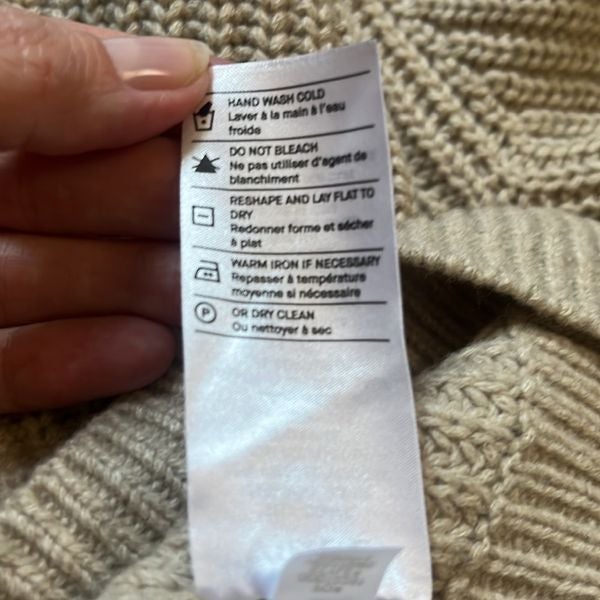 HAND WASH COLD
Laver à la main à l'eau
froide
DO NOT BLEACH
Ne pas utiliser d'agent de
blanchiment
RESHAPE AND LAY FLAT TO
DRY
Redonner forme et sécher
à plat
WARM IRON IF NECESSARY
Repasser à température
moyenne si nécessaire
P
OR DRY CLEAN
Ou nettoyer à sec